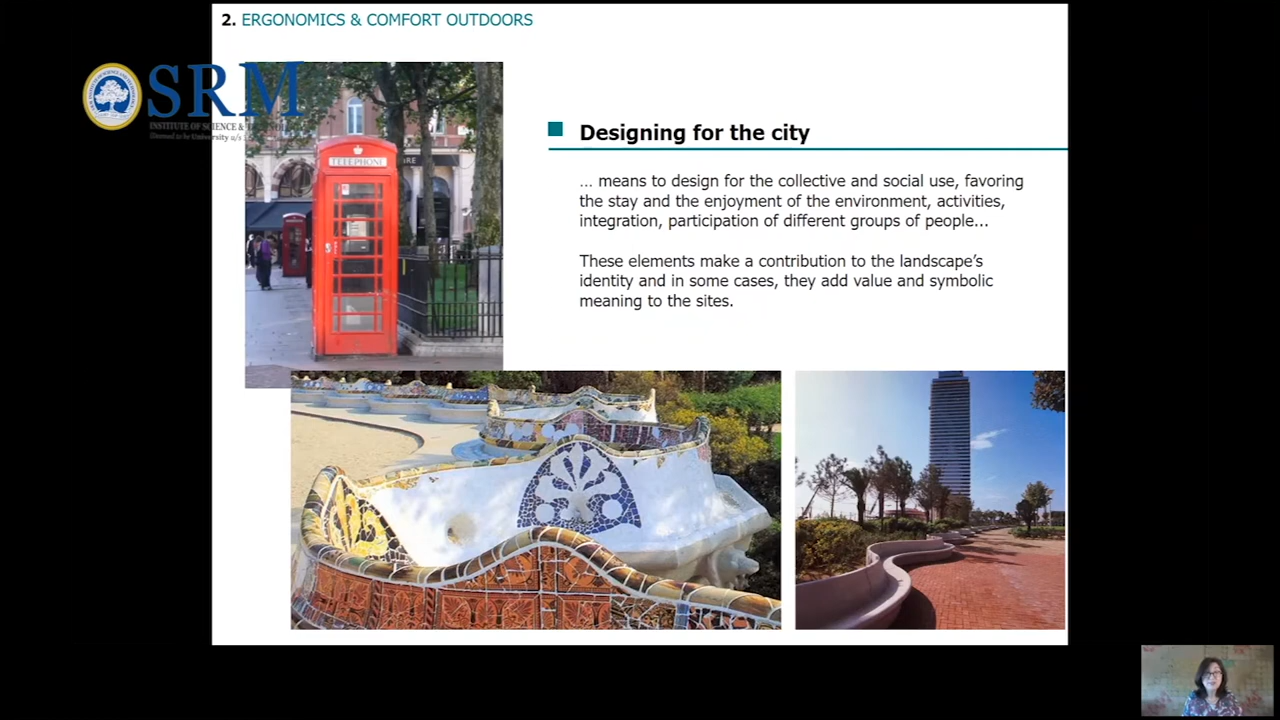 2. ERGONOMICS & COMFORT OUTDOORS
SRM
INSTITUTE OF SCIENCE &
Deemed to be University u/s
TELEPHONE
Designing for the city
… means to design for the collective and social use, favoring
the stay and the enjoyment of the environment, activities,
integration, participation of different groups of people…
These elements make a contribution to the landscape’s
identity and in some cases, they add value and symbolic
meaning to the sites.